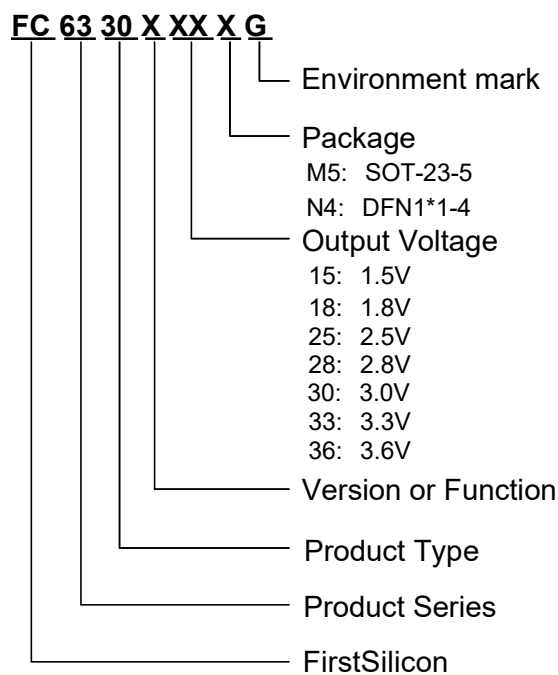 FC 63 30 X XX X G
Environment mark
Package
M5: SOT-23-5
N4: DFN1*1-4
Output Voltage
15: 1.5V
18: 1.8V
25: 2.5V
28: 2.8V
30: 3.0V
33: 3.3V
36: 3.6V
Version or Function
Product Type
Product Series
FirstSilicon